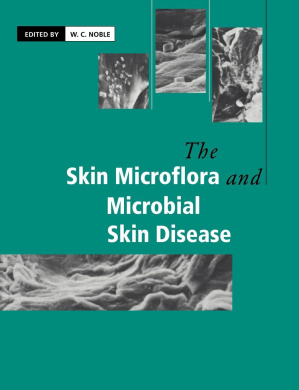 EDITED BY W. C. NOBLE
The
Skin Microflora and
Microbial
Skin Disease